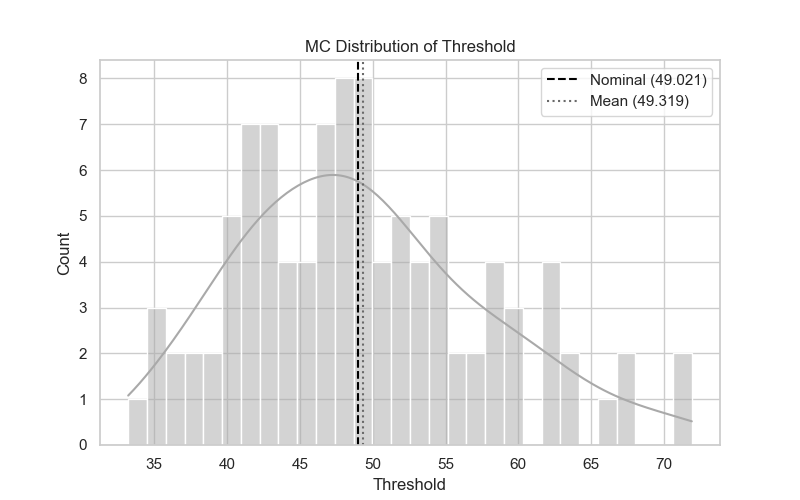 MC Distribution of Threshold
Nominal (49.021)
Mean (49.319)
Count
8
7
6
5
4
3
2
1
0
35 40 45 50 55 60 65 70
Threshold